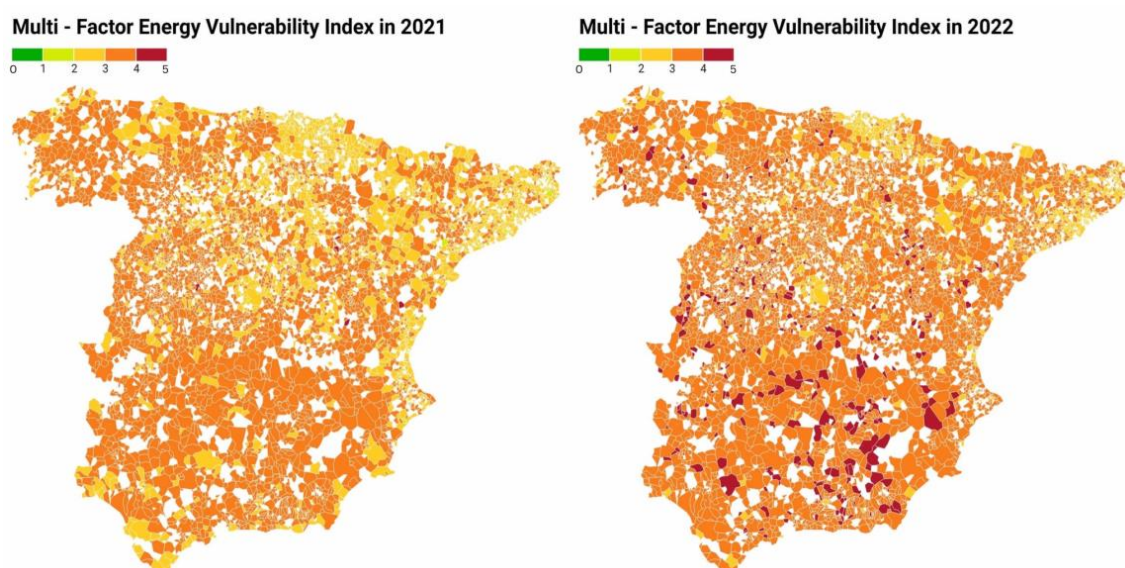 Multi - Factor Energy Vulnerability Index in 2021
0 1 2 3 4 5
Multi - Factor Energy Vulnerability Index in 2022
0 1 2 3 4 5